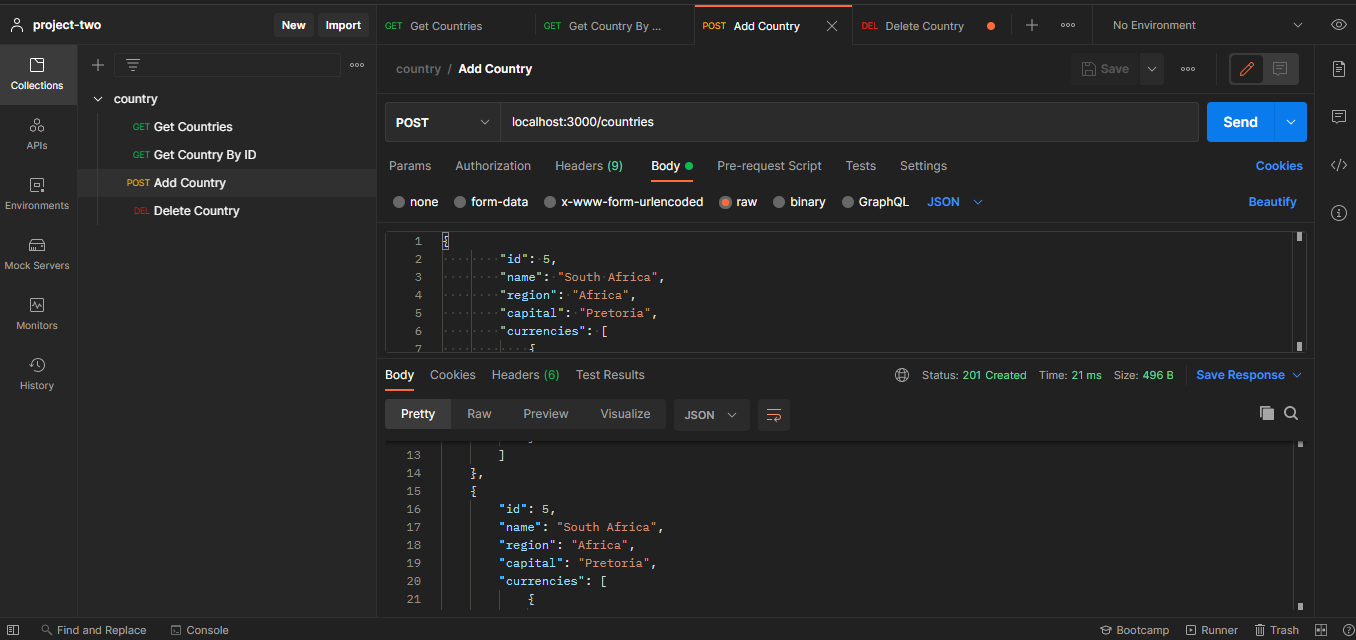 project-two New Import GET Get Countries GET Get Country By ... POST Add Country DEL Delete Country No Environment
Collections
country / Add Country Save
country
POST localhost:3000/countries Send
GET Get Countries
APIs
GET Get Country By ID
Params Authorization Headers (9) Body Pre-request Script Tests Settings Cookies
POST Add Country
Environments
none form-data x-www-form-urlencoded raw binary GraphQL JSON Beautify
DEL Delete Country
Mock Servers
Monitors
History
1 {
2 "id": 5,
3 "name": "South Africa",
4 "region": "Africa",
5 "capital": "Pretoria",
6 "currencies": [
7 {
Body Cookies Headers (6) Test Results Status: 201 Created Time: 21 ms Size: 496 B Save Response
Pretty Raw Preview Visualize JSON
13 ]
14 },
15 {
16 "id": 5,
17 "name": "South Africa",
18 "region": "Africa",
19 "capital": "Pretoria",
20 "currencies": [
21 {
Find and Replace Console Bootcamp Runner Trash